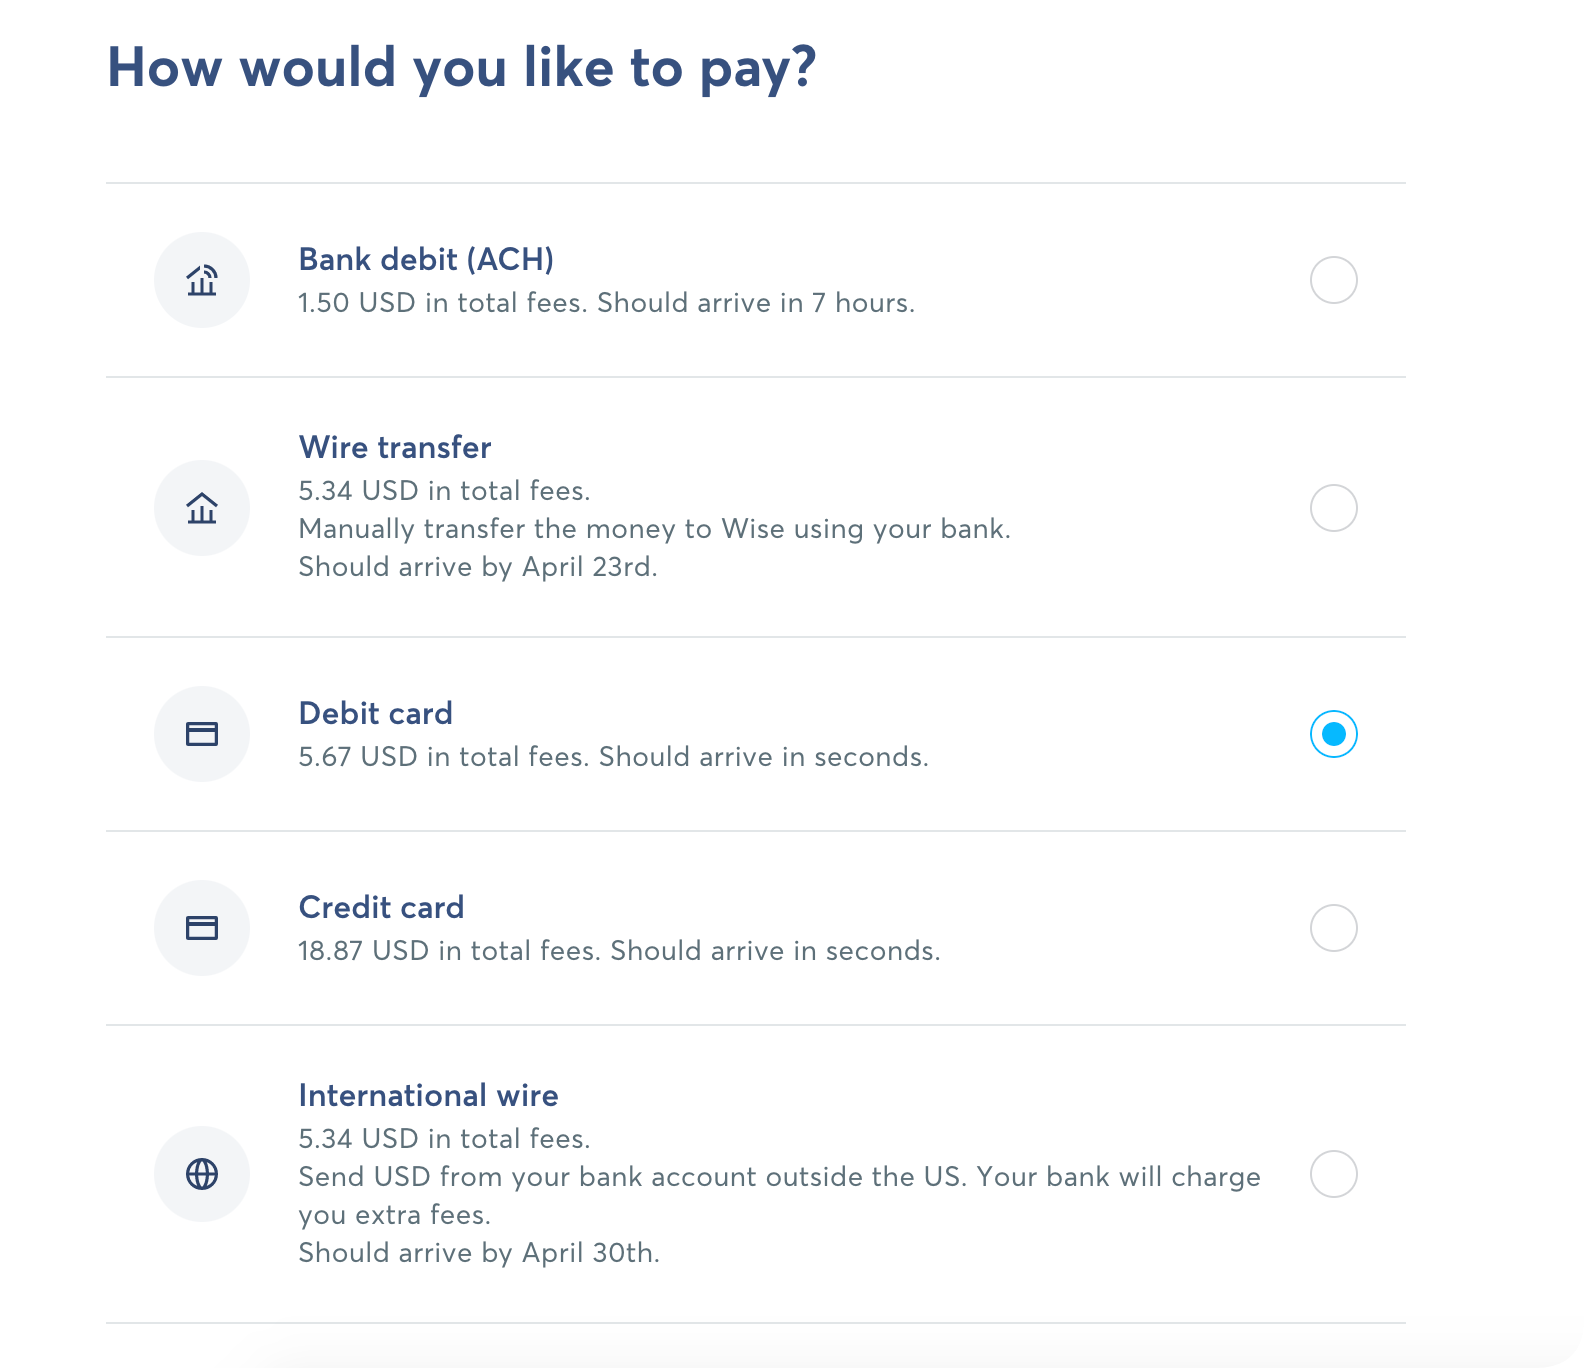 How would you like to pay?
Bank debit (ACH)
1.50 USD in total fees. Should arrive in 7 hours.
Wire transfer
5.34 USD in total fees.
Manually transfer the money to Wise using your bank.
Should arrive by April 23rd.
Debit card
5.67 USD in total fees. Should arrive in seconds.
Credit card
18.87 USD in total fees. Should arrive in seconds.
International wire
5.34 USD in total fees.
Send USD from your bank account outside the US. Your bank will charge
you extra fees.
Should arrive by April 30th.